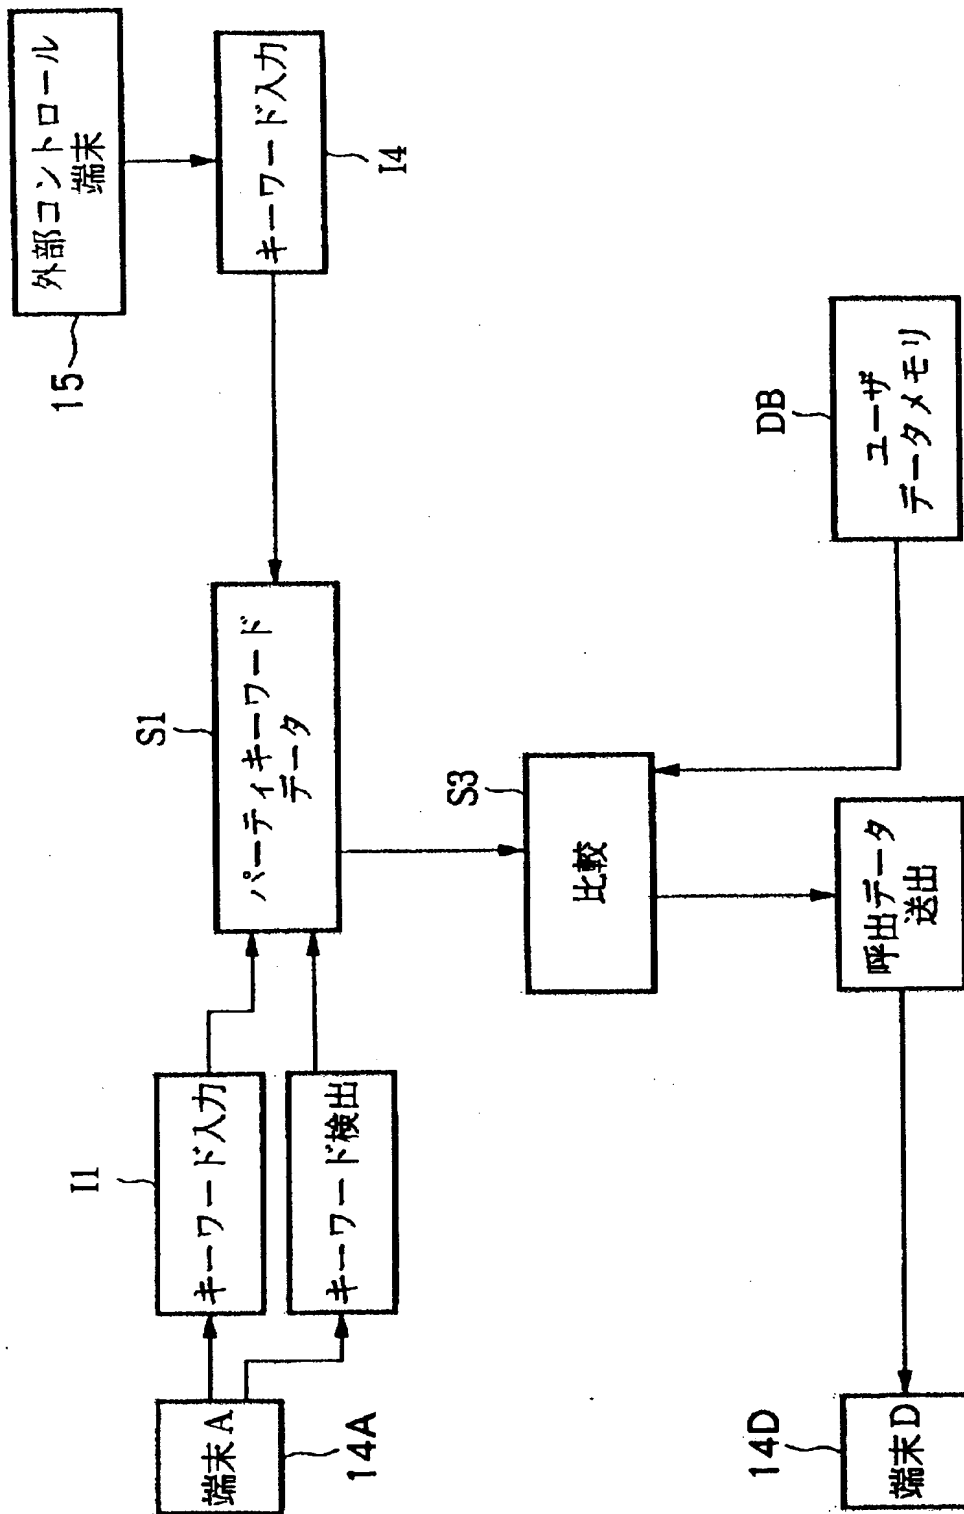 端末A
14A
キーワード入力
I1
キーワード検出
パーティキーワード
データ
S1
外部コントロール
端末
15
キーワード入力
I4
比較
S3
ユーザ
データメモリ
DB
呼出データ
送出
端末D
14D